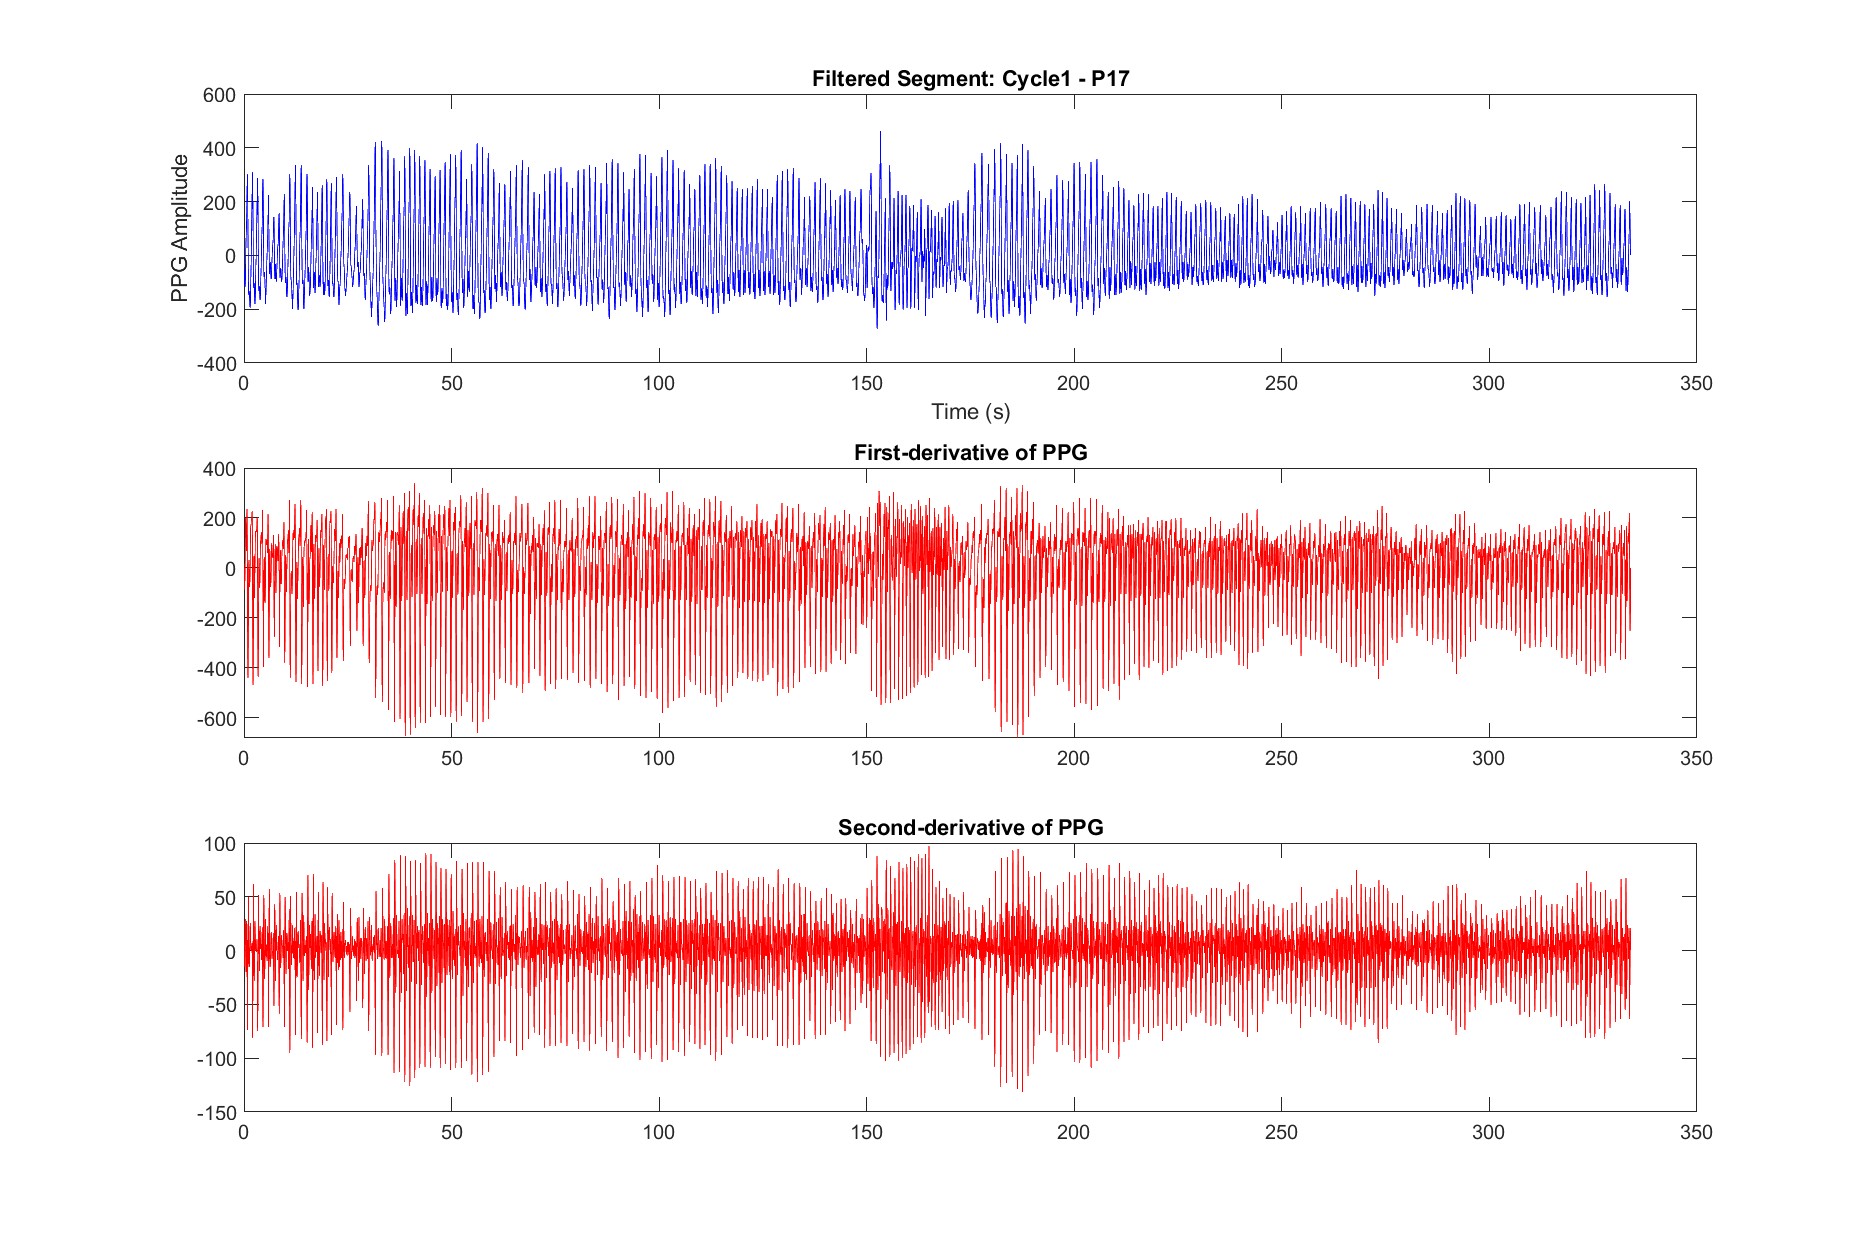 Filtered Segment: Cycle1 - P17
600
400
200
0
-200
-400
PPG Amplitude
0 50 100 150 200 250 300 350
Time (s)
First-derivative of PPG
400
200
0
-200
-400
-600
0 50 100 150 200 250 300 350
Second-derivative of PPG
100
50
0
-50
-100
-150
0 50 100 150 200 250 300 350